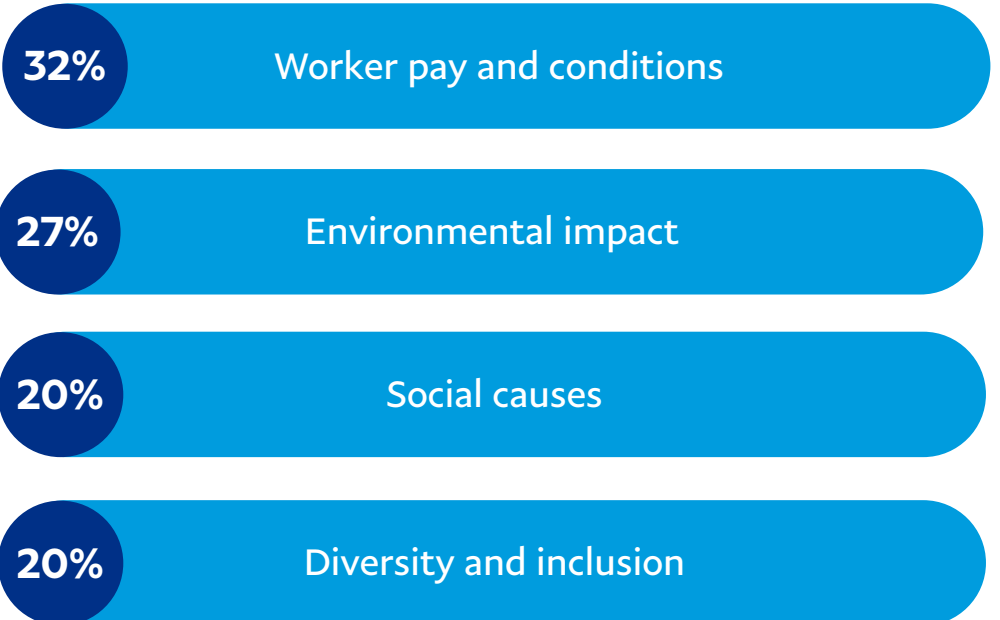 32% Worker pay and conditions
27% Environmental impact
20% Social causes
20% Diversity and inclusion